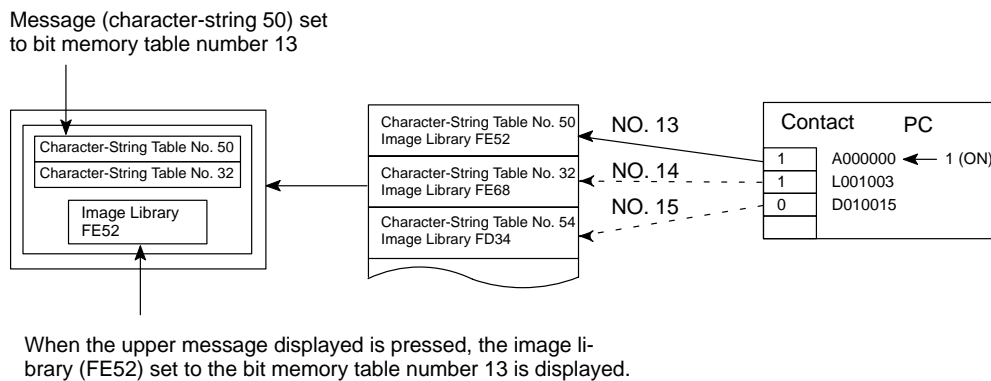 Message (character-string 50) set
to bit memory table number 13
Character-String Table No. 50
Character-String Table No. 32
Image Library
FE52
Character-String Table No. 50
Image Library FE52
Character-String Table No. 32
Image Library FE68
Character-String Table No. 54
Image Library FD34
NO. 13
NO. 14
NO. 15
Contact PC
1 A000000 1 (ON)
1 L001003
0 D010015
When the upper message displayed is pressed, the image li-
brary (FE52) set to the bit memory table number 13 is displayed.